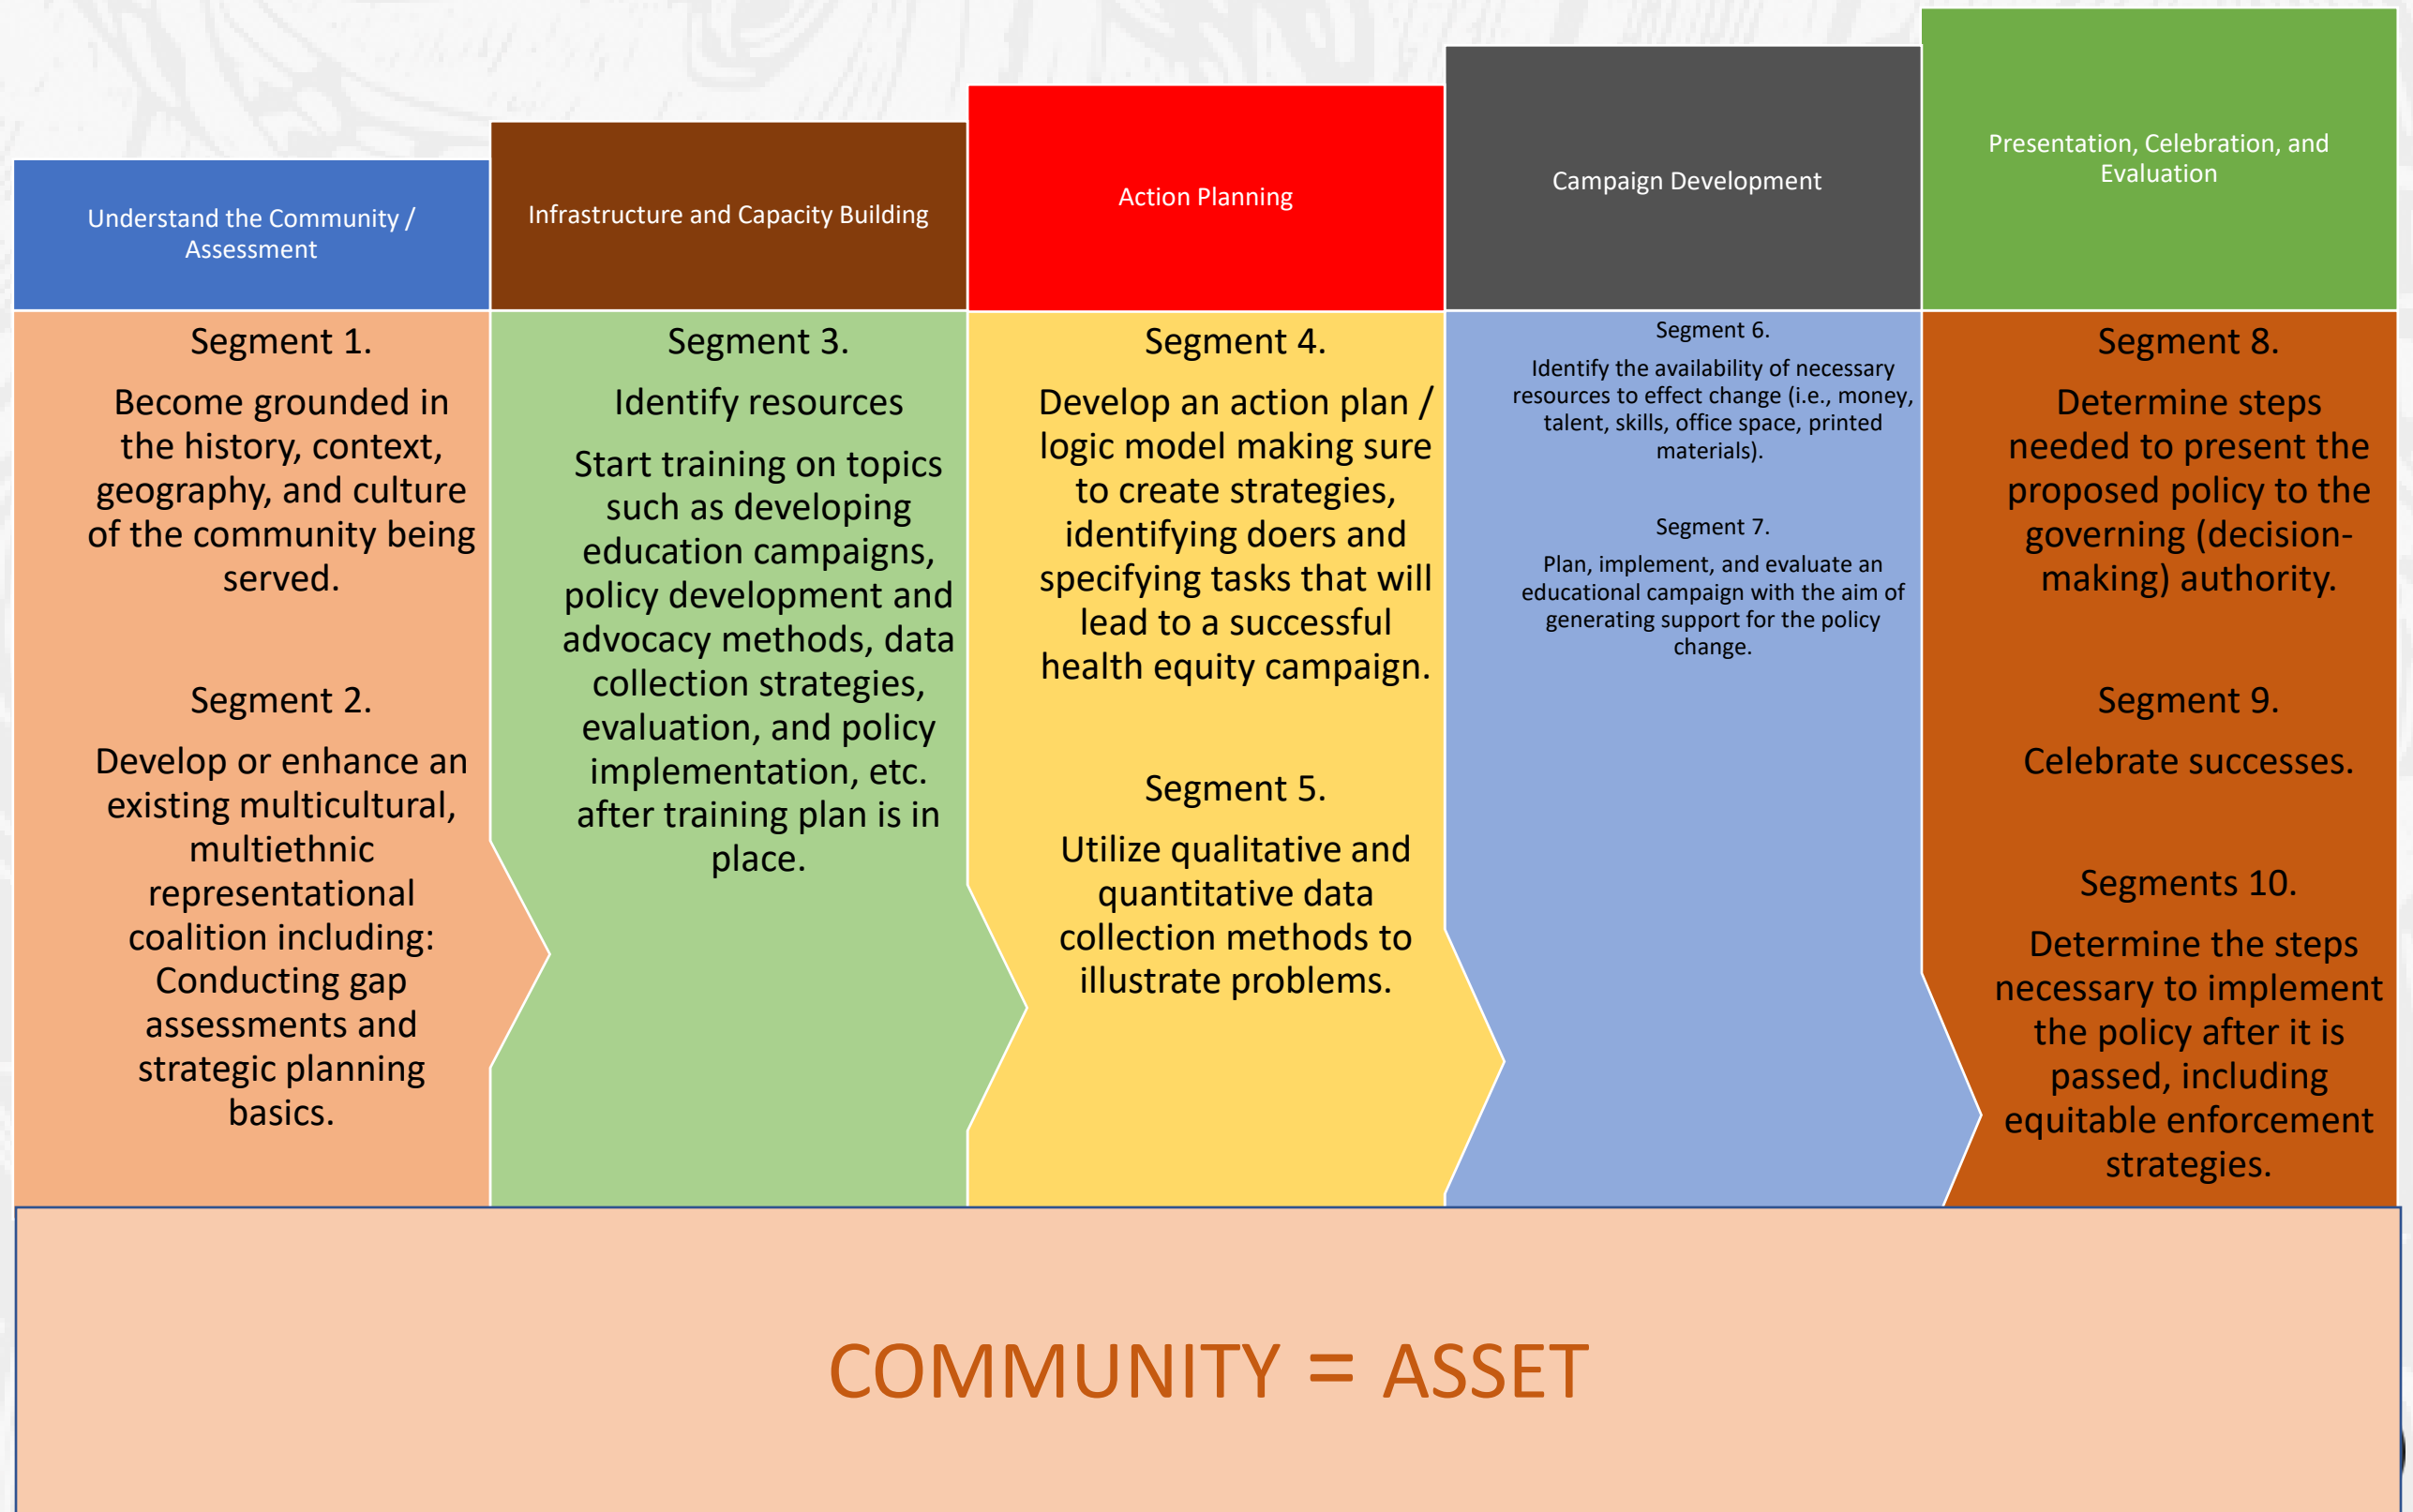 Understand the Community /
Assessment
Segment 1.
Become grounded in
the history, context,
geography, and culture
of the community being
served.
Segment 2.
Develop or enhance an
existing multicultural,
multiethnic
representational
coalition including:
Conducting gap
assessments and
strategic planning
basics.
Infrastructure and Capacity Building
Segment 3.
Identify resources
Start training on topics
such as developing
education campaigns,
policy development and
advocacy methods, data
collection strategies,
evaluation, and policy
implementation, etc.
after training plan is in
place.
Action Planning
Segment 4.
Develop an action plan /
logic model making sure
to create strategies,
identifying doers and
specifying tasks that will
lead to a successful
health equity campaign.
Segment 5.
Utilize qualitative and
quantitative data
collection methods to
illustrate problems.
Campaign Development
Segment 6.
Identify the availability of necessary
resources to effect change (i.e., money,
talent, skills, office space, printed
materials).
Segment 7.
Plan, implement, and evaluate an
educational campaign with the aim of
generating support for the policy
change.
Presentation, Celebration, and
Evaluation
Segment 8.
Determine steps
needed to present the
proposed policy to the
governing (decision-
making) authority.
Segment 9.
Celebrate successes.
Segments 10.
Determine the steps
necessary to implement
the policy after it is
passed, including
equitable enforcement
strategies.
COMMUNITY = ASSET